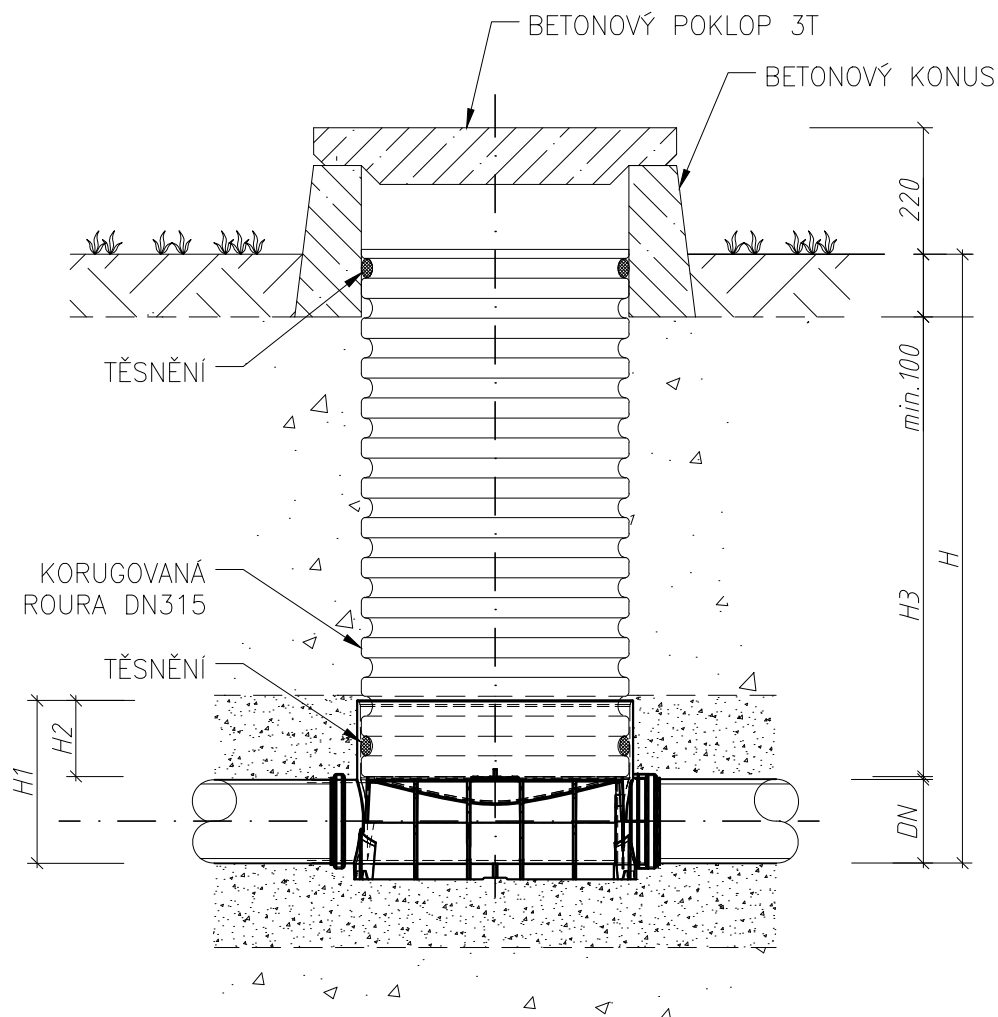 BETONOVÝ POKLOP 3T
BETONOVÝ KONUS
220
TĚSNĚNÍ
min.100
H
KORUGOVANÁ
ROURA DN315
H3
TĚSNĚNÍ
H2
H1
DN